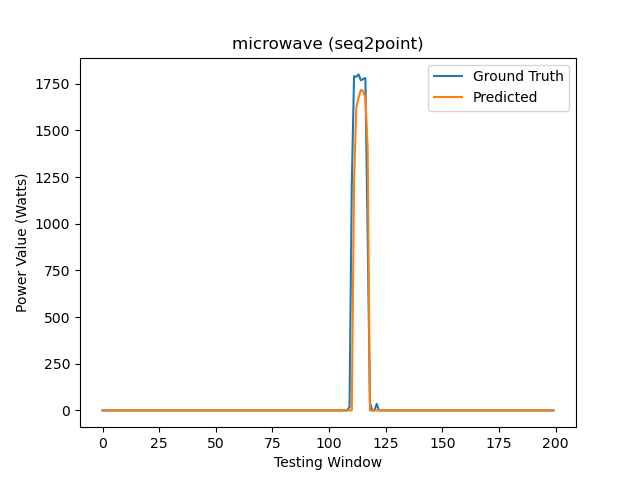 microwave (seq2point)
Ground Truth
Predicted
Power Value (Watts)
1750
1500
1250
1000
750
500
250
0
0 25 50 75 100 125 150 175 200
Testing Window